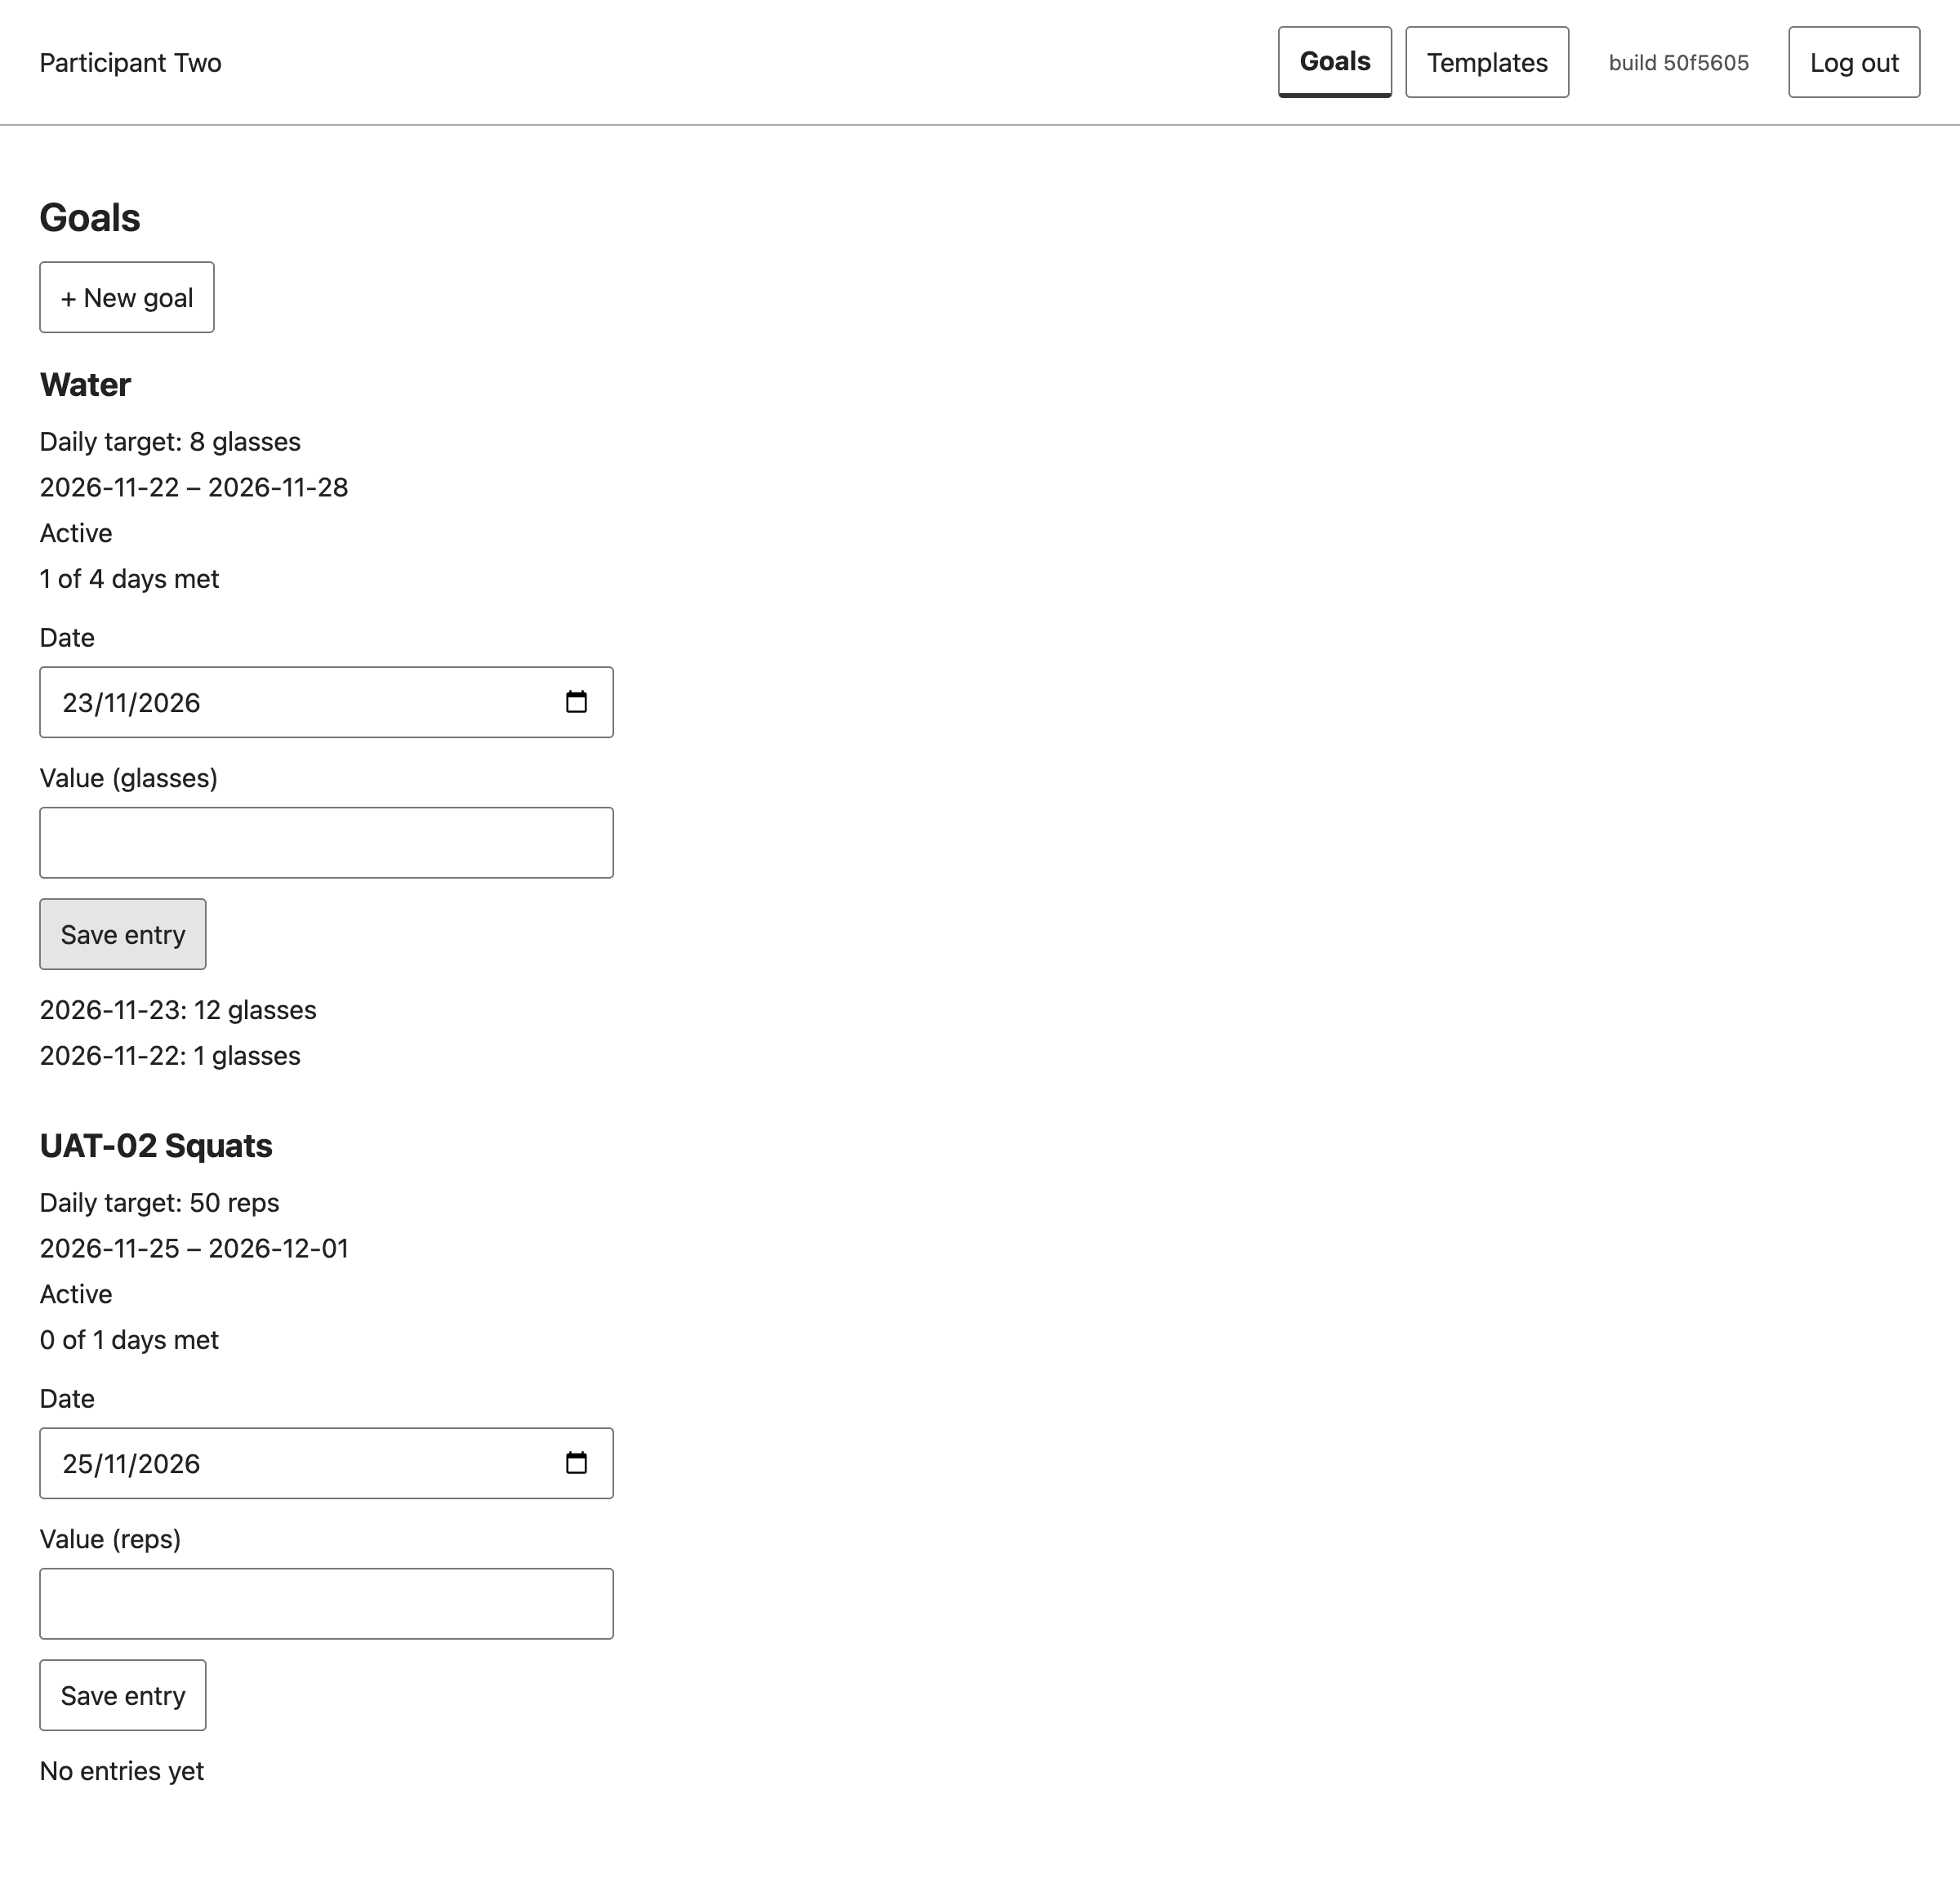 Participant Two
Goals
Templates
build 50f5605
Log out
Goals
+ New goal
Water
Daily target: 8 glasses
2026-11-22 – 2026-11-28
Active
1 of 4 days met
Date
23/11/2026
Value (glasses)
Save entry
2026-11-23: 12 glasses
2026-11-22: 1 glasses
UAT-02 Squats
Daily target: 50 reps
2026-11-25 – 2026-12-01
Active
0 of 1 days met
Date
25/11/2026
Value (reps)
Save entry
No entries yet